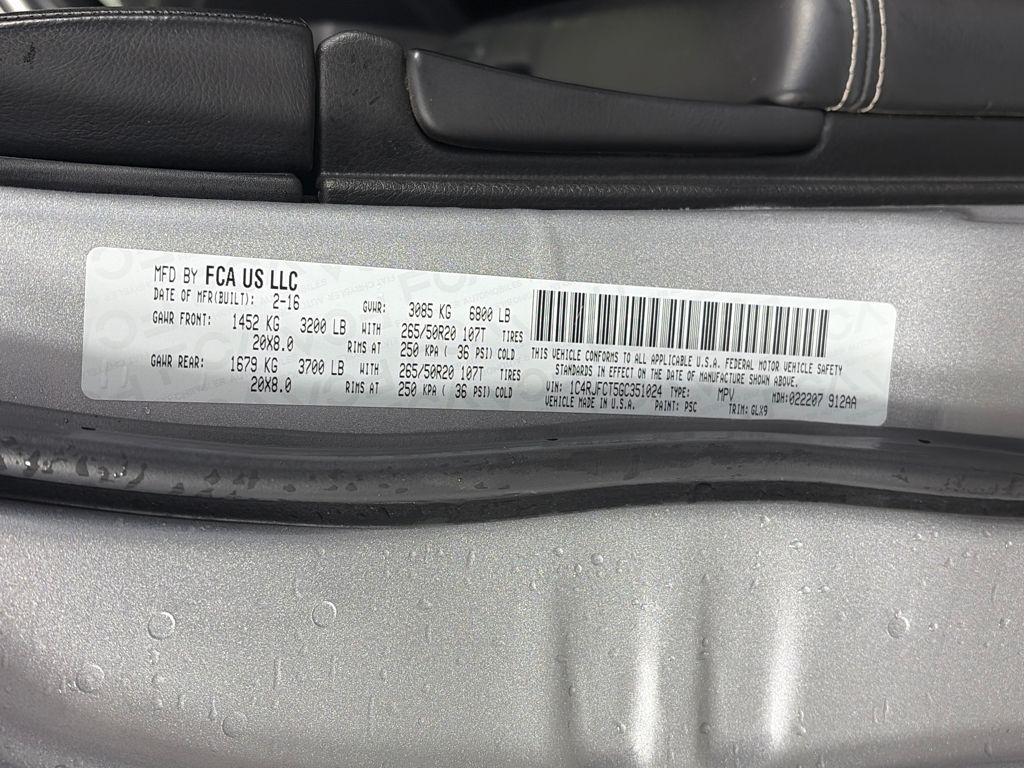 MFD BY FCA US LLC
DATE OF MFR(BUILT): 2-16 GVWR: 3085 KG 6800 LB
GAWR FRONT: 1452 KG 3200 LB WITH 265/50R20 107T TIRES
20X8.0 RIMS AT 250 KPA ( 36 PSI) COLD
GAWR REAR: 1679 KG 3700 LB WITH 265/50R20 107T TIRES
20X8.0 RIMS AT 250 KPA ( 36 PSI) COLD
THIS VEHICLE CONFORMS TO ALL APPLICABLE U.S.A. FEDERAL MOTOR VEHICLE SAFETY
STANDARDS IN EFFECT ON THE DATE OF MANUFACTURE SHOWN ABOVE.
VIN: 1C4RJFCT5GC351024 TYPE: MPV MDH:022207 912AA
VEHICLE MADE IN U.S.A. PAINT: PSC TRIM: GLX9